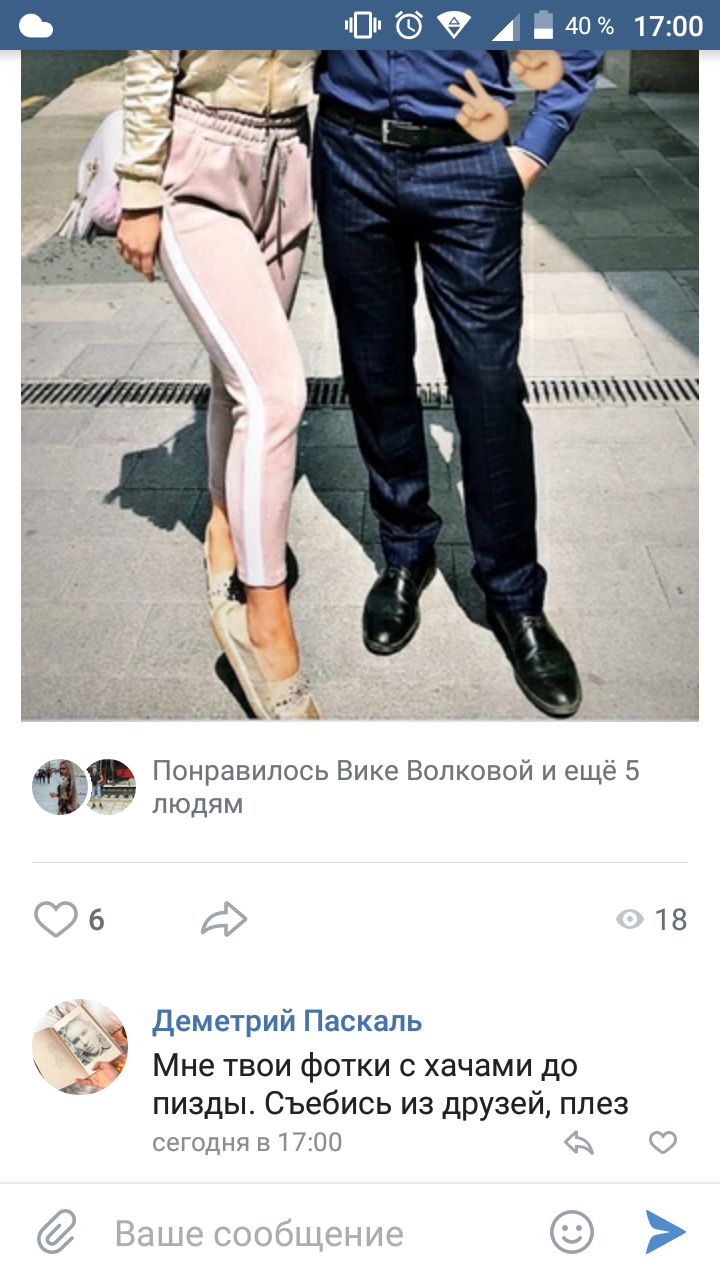 40 % 17:00
Понравилось Вике Волковой и ещё 5
людям
6
18
Деметрий Паскаль
Мне твои фотки с хачами до
пизды. Съебись из друзей, плез
сегодня в 17:00
Ваше сообщение